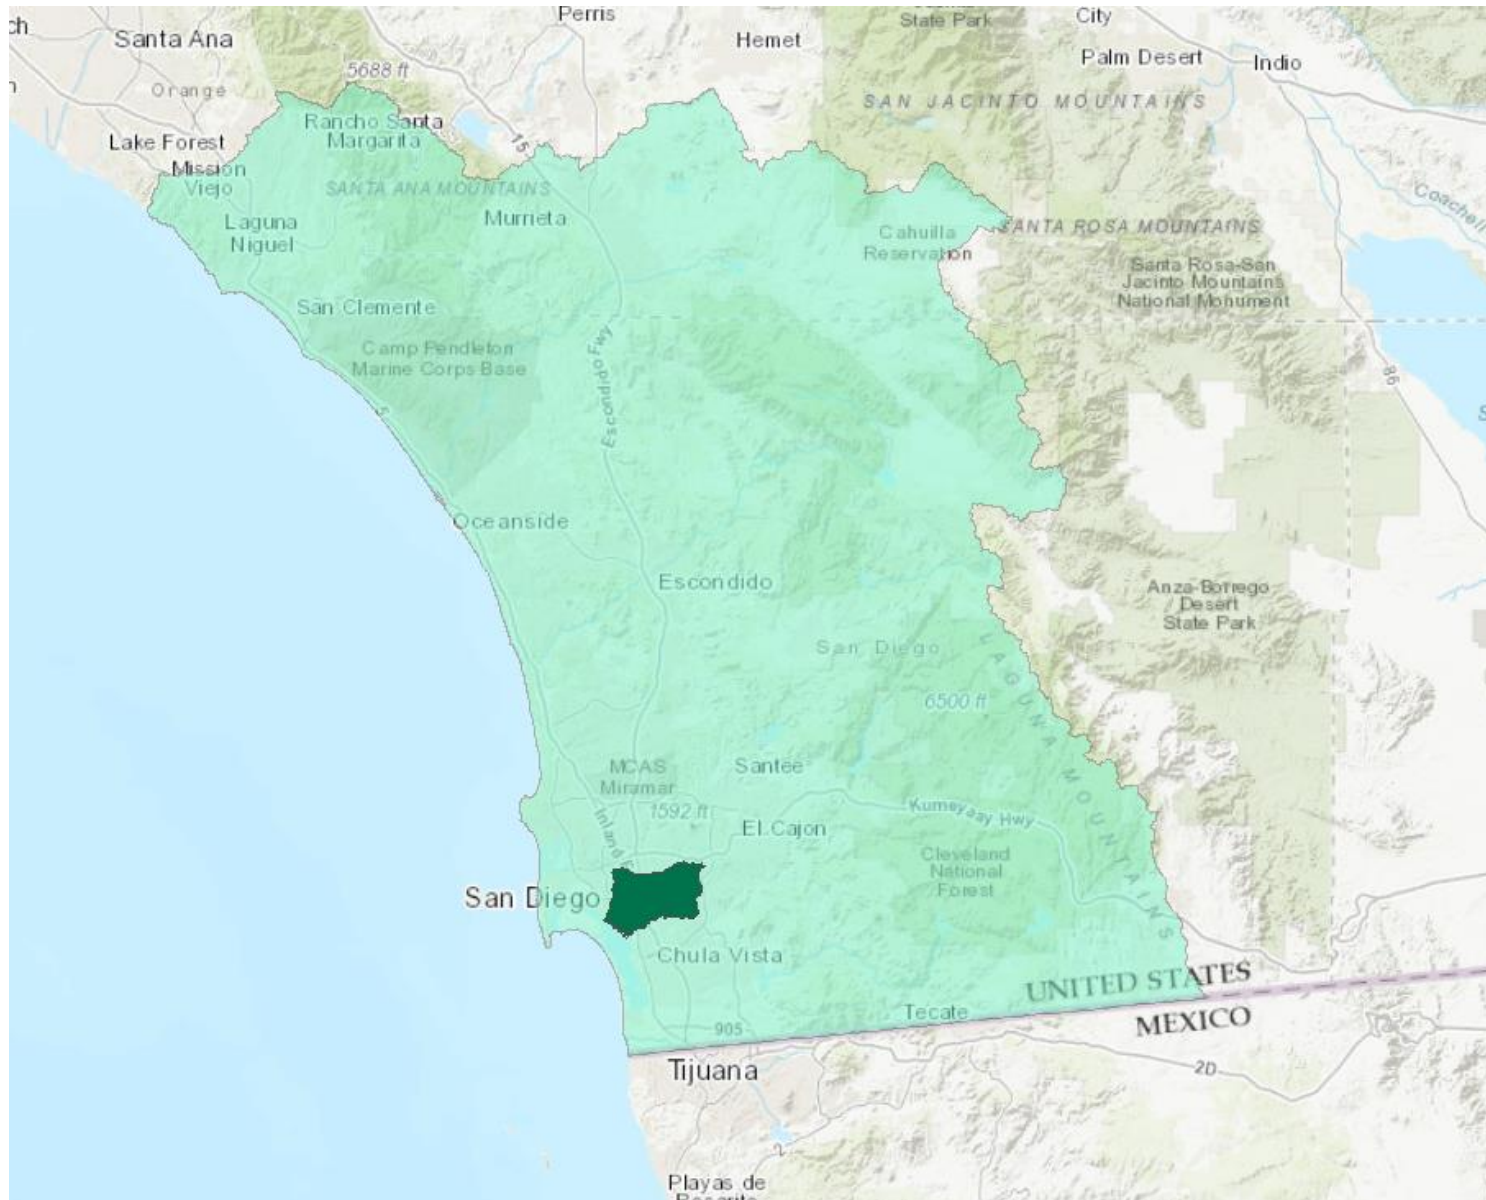 ch
Perris
State Park
City
Santa Ana
Hemet
Palm Desert
Indio
5688 ft
Orange
SAN JACINTO MOUNTAINS
Rancho Santa
Margarita
15
Lake Forest
Mission
Viejo
SANTA ANA MOUNTAINS
Murrieta
Laguna
Niguel
Cahuilla
Reservation
SANTA ROSA MOUNTAINS
Coachell
Santa Rosa-San
Jacinto Mountains
National Monument
San Clemente
Camp Pendleton
Marine Corps Base
Escondido Fwy
86
5
S
Oceanside
Escondido
Anza-Borrego
Desert
State Park
San Diego
LAGUNA MOUNTAINS
6500 ft
MCAS
Miramar
Santee
1592 ft
Inland F
El Cajon
Kumeyaay Hwy
Cleveland
National
Forest
San Diego
Chula Vista
UNITED STATES
MEXICO
Tecate
905
Tijuana
2D
Playas de